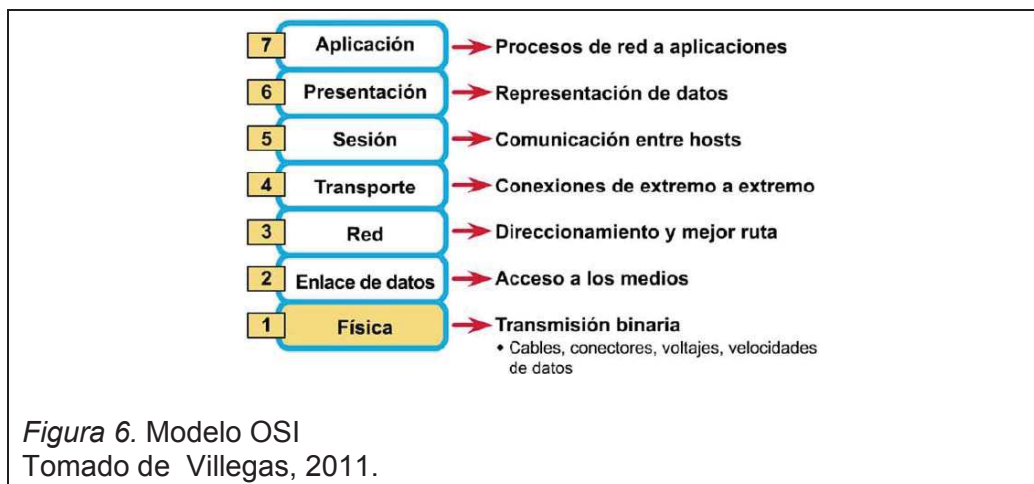 7 Aplicación Procesos de red a aplicaciones
6 Presentación Representación de datos
5 Sesión Comunicación entre hosts
4 Transporte Conexiones de extremo a extremo
3 Red Direccionamiento y mejor ruta
2 Enlace de datos Acceso a los medios
1 Física Transmisión binaria
• Cables, conectores, voltajes, velocidades
de datos
Figura 6. Modelo OSI
Tomado de Villegas, 2011.